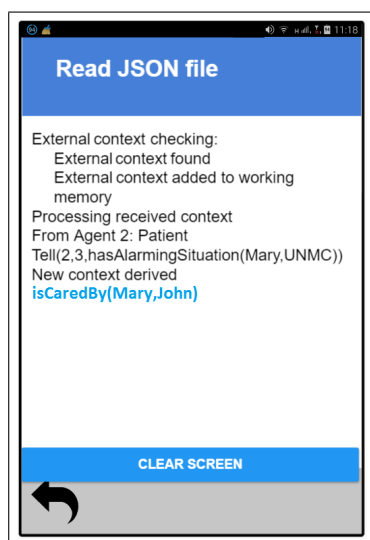 94 11:18
Read JSON file
External context checking:
External context found
External context added to working
memory
Processing received context
From Agent 2: Patient
Tell(2,3,hasAlarmingSituation(Mary,UNMC))
New context derived
isCaredBy(Mary,John)
CLEAR SCREEN